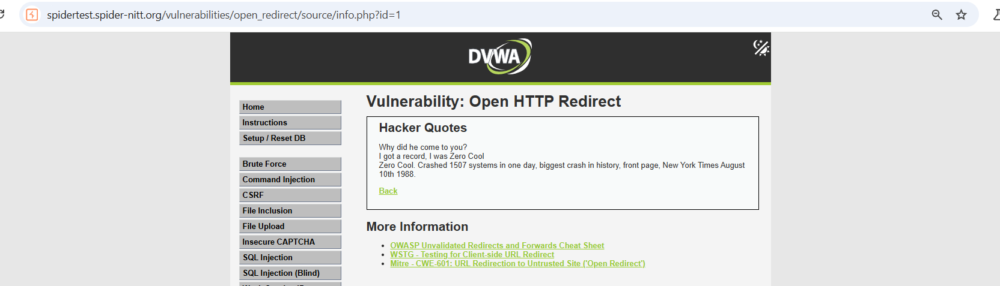 spidertest.spider-nitt.org/vulnerabilities/open_redirect/source/info.php?id=1
DVWA
Home
Instructions
Setup / Reset DB
Brute Force
Command Injection
CSRF
File Inclusion
File Upload
Insecure CAPTCHA
SQL Injection
SQL Injection (Blind)
Vulnerability: Open HTTP Redirect
Hacker Quotes
Why did he come to you?
I got a record, I was Zero Cool
Zero Cool. Crashed 1507 systems in one day, biggest crash in history, front page, New York Times August
10th 1988.
Back
More Information
OWASP Unvalidated Redirects and Forwards Cheat Sheet
WSTG - Testing for Client-side URL Redirect
Mitre - CWE-601: URL Redirection to Untrusted Site ('Open Redirect')